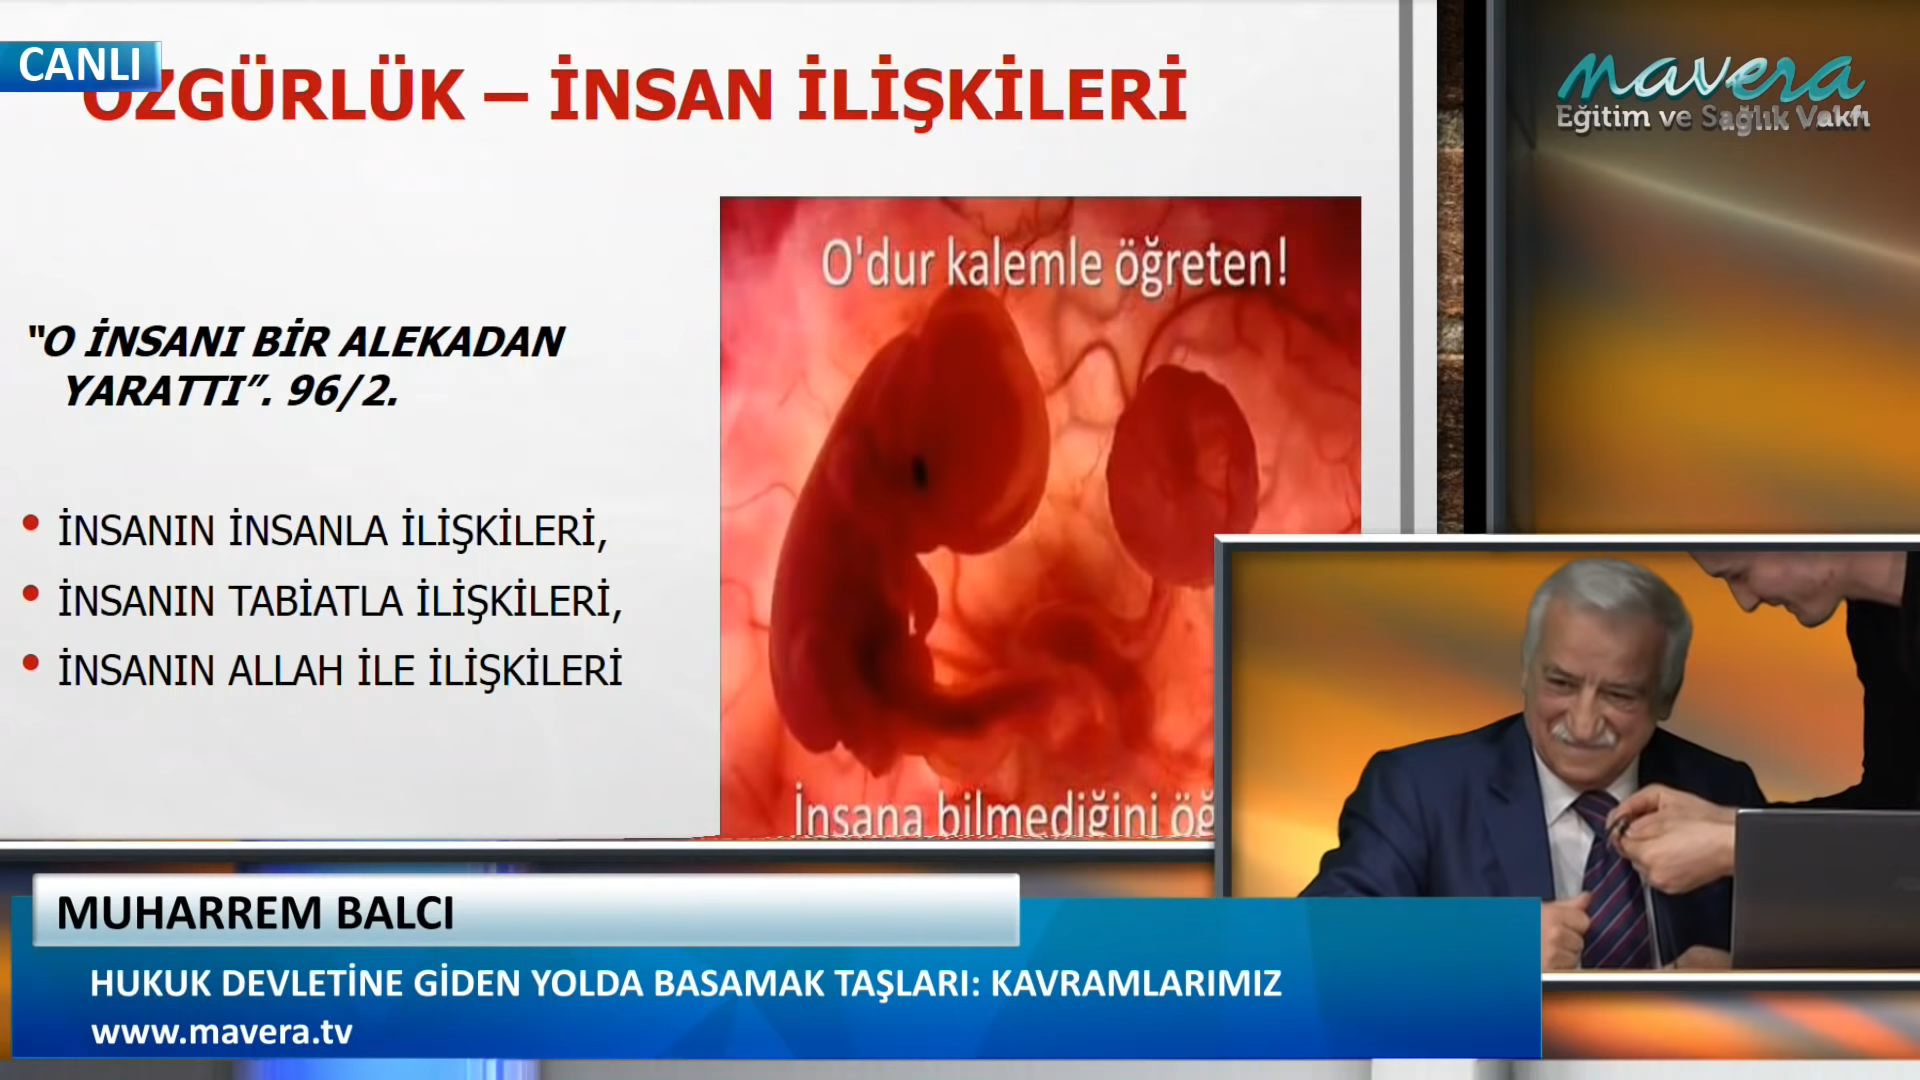 CANLI
ÖZGÜRLÜK – İNSAN İLİŞKİLERİ
mavera
Eğitim ve Sağlık Vakfı
O'dur kalemle öğreten!
"O İNSANI BİR ALEKADAN
YARATTI". 96/2.
• İNSANIN İNSANLA İLİŞKİLERİ,
• İNSANIN TABİATLA İLİŞKİLERİ,
• İNSANIN ALLAH İLE İLİŞKİLERİ
İnsana bilmediğini öğ
MUHARREM BALCI
HUKUK DEVLETİNE GİDEN YOLDA BASAMAK TAŞLARI: KAVRAMLARIMIZ
www.mavera.tv